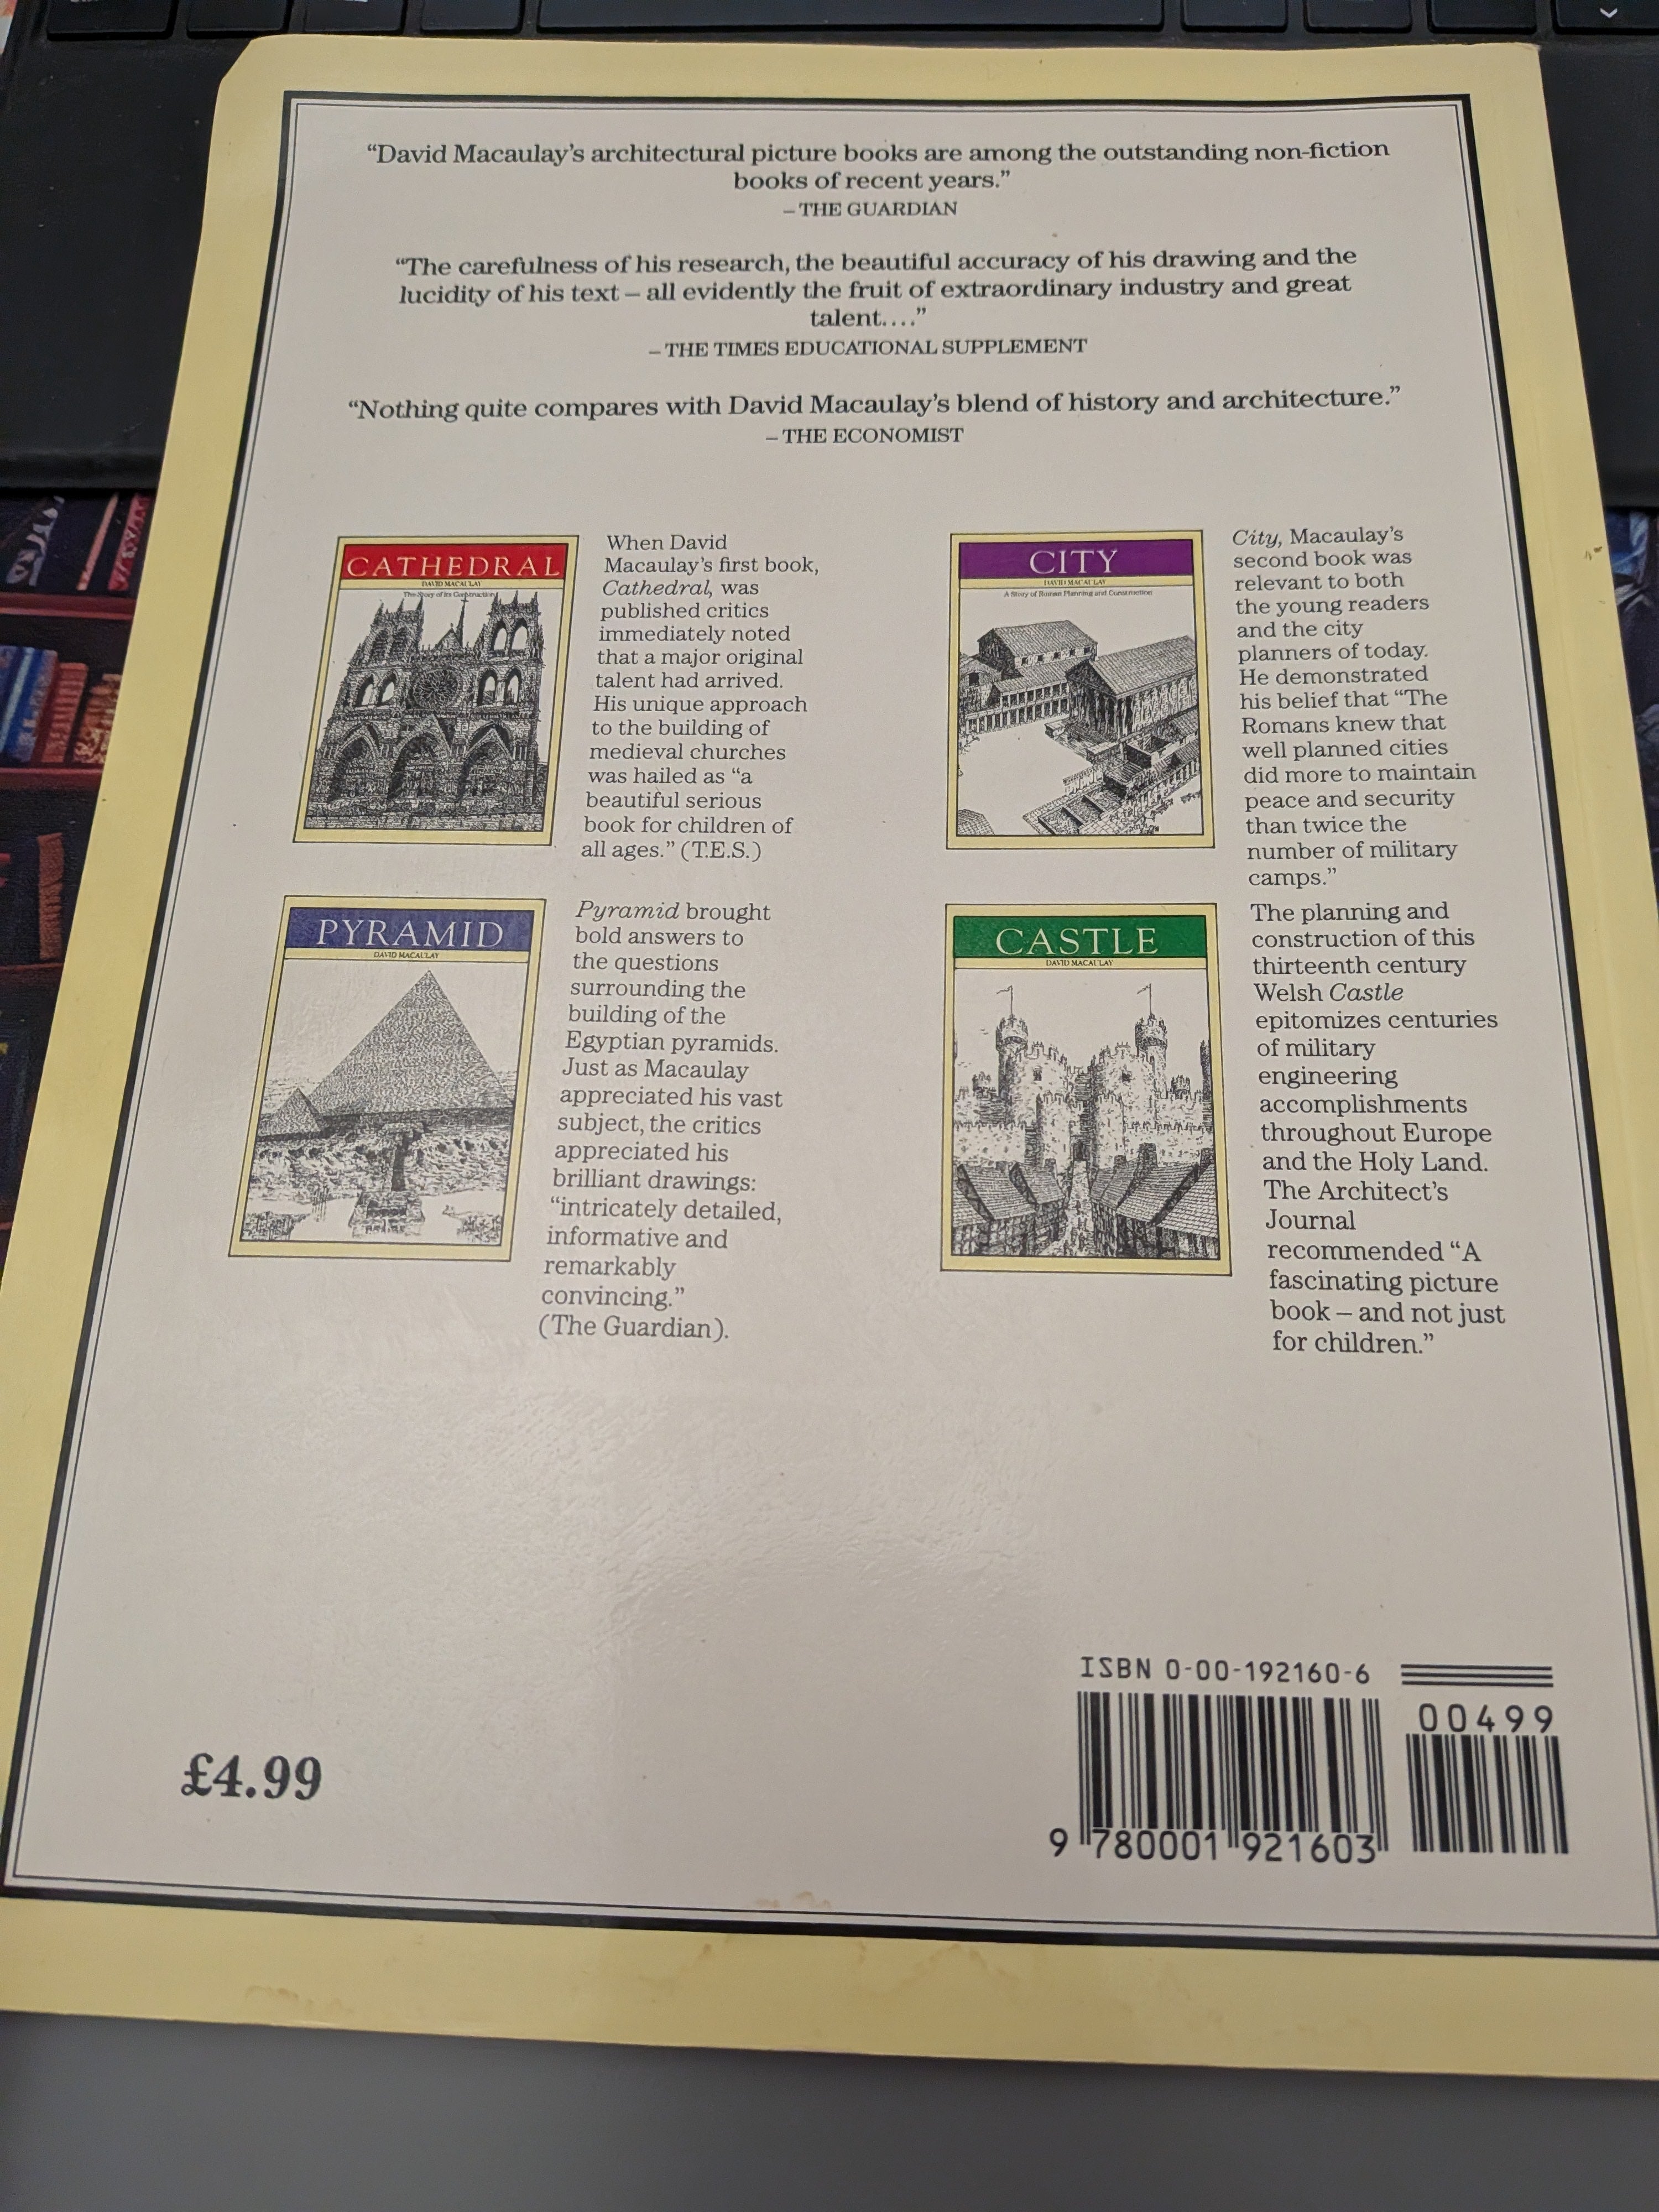 “David Macaulay’s architectural picture books are among the outstanding non-fiction
books of recent years.”
– THE GUARDIAN
“The carefulness of his research, the beautiful accuracy of his drawing and the
lucidity of his text – all evidently the fruit of extraordinary industry and great
talent....”
– THE TIMES EDUCATIONAL SUPPLEMENT
“Nothing quite compares with David Macaulay’s blend of history and architecture.”
– THE ECONOMIST
CATHEDRAL
DAVID MACAULAY
The Story of its Construction
When David
Macaulay’s first book,
Cathedral, was
published critics
immediately noted
that a major original
talent had arrived.
His unique approach
to the building of
medieval churches
was hailed as “a
beautiful serious
book for children of
all ages.” (T.E.S.)
CITY
DAVID MACAULAY
A Story of Roman Planning and Construction
City, Macaulay’s
second book was
relevant to both
the young readers
and the city
planners of today.
He demonstrated
his belief that “The
Romans knew that
well planned cities
did more to maintain
peace and security
than twice the
number of military
camps.”
PYRAMID
DAVID MACAULAY
Pyramid brought
bold answers to
the questions
surrounding the
building of the
Egyptian pyramids.
Just as Macaulay
appreciated his vast
subject, the critics
appreciated his
brilliant drawings:
“intricately detailed,
informative and
remarkably
convincing.”
(The Guardian).
CASTLE
DAVID MACAULAY
The planning and
construction of this
thirteenth century
Welsh Castle
epitomizes centuries
of military
engineering
accomplishments
throughout Europe
and the Holy Land.
The Architect’s
Journal
recommended “A
fascinating picture
book – and not just
for children.”
£4.99
ISBN 0-00-192160-6
00499
9 780001 921603